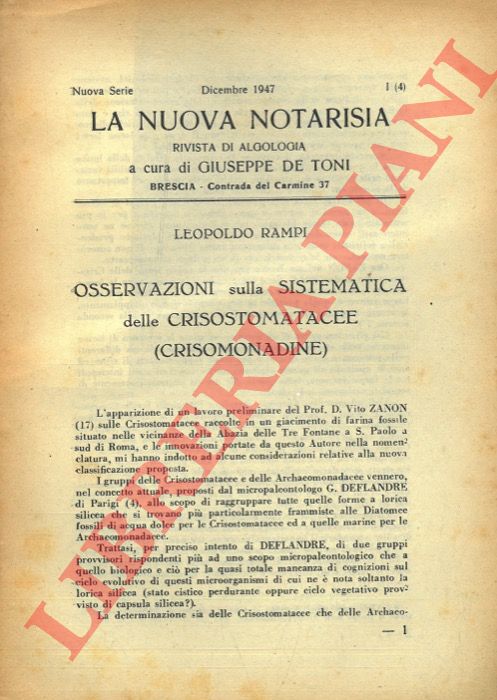 Nuova Serie Dicembre 1947 I (4)
LA NUOVA NOTARISIA
RIVISTA DI ALGOLOGIA
a cura di GIUSEPPE DE TONI
BRESCIA - Contrada del Carmine 37
LEOPOLDO RAMPI
OSSERVAZIONI sulla SISTEMATICA
delle CRISOSTOMATACEE
(CRISOMONADINE)
L'apparizione di un lavoro preliminare del Prof. D. Vito ZANON
(17) sulle Crisostomatacee raccolte in un giacimento di farina fossile
situato nelle vicinanze della Abazia delle Tre Fontane a S. Paolo a
sud di Roma, e le innovazioni portate da questo Autore nella nomen-
clatura, mi hanno indotto ad alcune considerazioni relative alla nuova
classificazione proposta.
I gruppi delle Crisostomatacee e delle Archaeomonadacee vennero,
nel concetto attuale, proposti dal micropaleontologo G. DEFLANDRE
di Parigi (4), allo scopo di raggruppare tutte quelle forme a lorica
silicea che si trovano più particolarmente frammiste alle Diatomee
fossili di acqua dolce per le Crisostomatacee ed a quelle marine per le
Archaeomonadacee.
Trattasi, per preciso intento di DEFLANDRE, di due gruppi
provvisori rispondenti più ad uno scopo micropaleontologico che a
quello biologico e ciò per la quasi totale mancanza di cognizioni sul
ciclo evolutivo di questi microorganismi di cui ne è nota soltanto la
lorica silicea (stato cistico perdurante oppure ciclo vegetativo prov-
visto di capsula silicea?).
La determinazione sia delle Crisostomatacee che delle Archaeo-
— 1
LIBRERIA PIANI